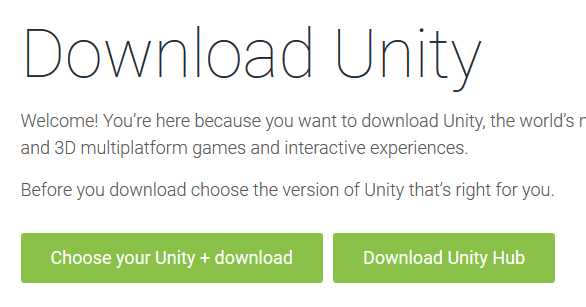 Download Unity
Welcome! You’re here because you want to download Unity, the world’s
and 3D multiplatform games and interactive experiences.
Before you download choose the version of Unity that’s right for you.
Choose your Unity + download
Download Unity Hub